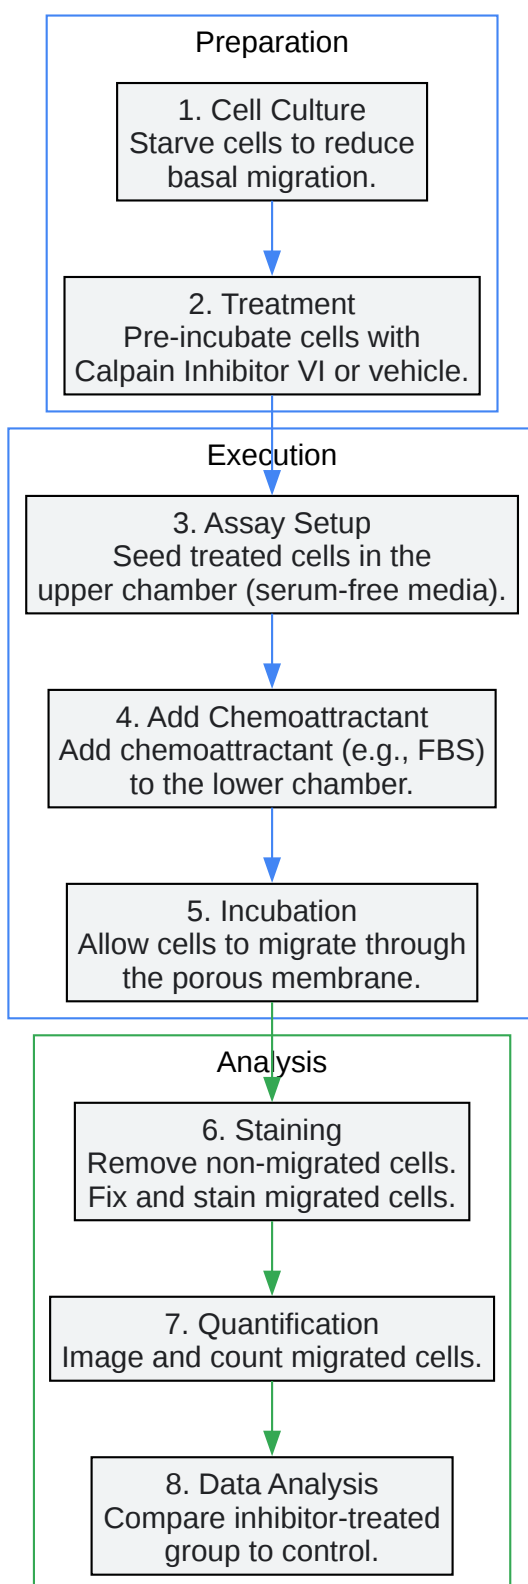 Preparation
1. Cell Culture
Starve cells to reduce
basal migration.
2. Treatment
Pre-incubate cells with
Calpain Inhibitor VI or vehicle.
Execution
3. Assay Setup
Seed treated cells in the
upper chamber (serum-free media).
4. Add Chemoattractant
Add chemoattractant (e.g., FBS)
to the lower chamber.
5. Incubation
Allow cells to migrate through
the porous membrane.
Analysis
6. Staining
Remove non-migrated cells.
Fix and stain migrated cells.
7. Quantification
Image and count migrated cells.
8. Data Analysis
Compare inhibitor-treated
group to control.